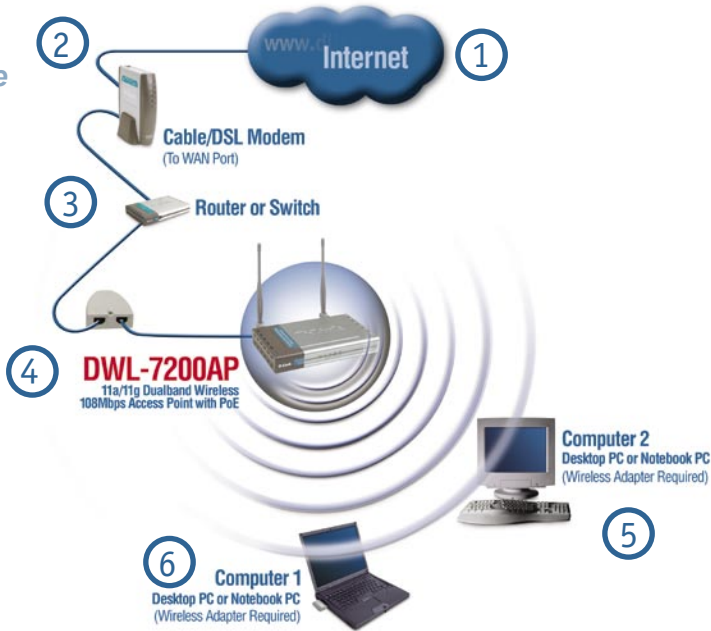 2
www.d
Internet
1
e
Cable/DSL Modem
(To WAN Port)
3
Router or Switch
4
DWL-7200AP
11a/11g Dualband Wireless
108Mbps Access Point with PoE
Computer 2
Desktop PC or Notebook PC
(Wireless Adapter Required)
5
6
Computer 1
Desktop PC or Notebook PC
(Wireless Adapter Required)